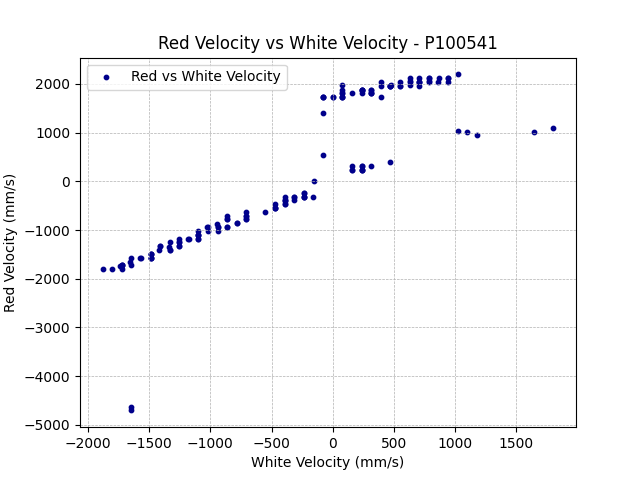 Red Velocity vs White Velocity - P100541
Red vs White Velocity
2000
1000
0
−1000
−2000
−3000
−4000
−5000
Red Velocity (mm/s)
−2000 −1500 −1000 −500 0 500 1000 1500
White Velocity (mm/s)